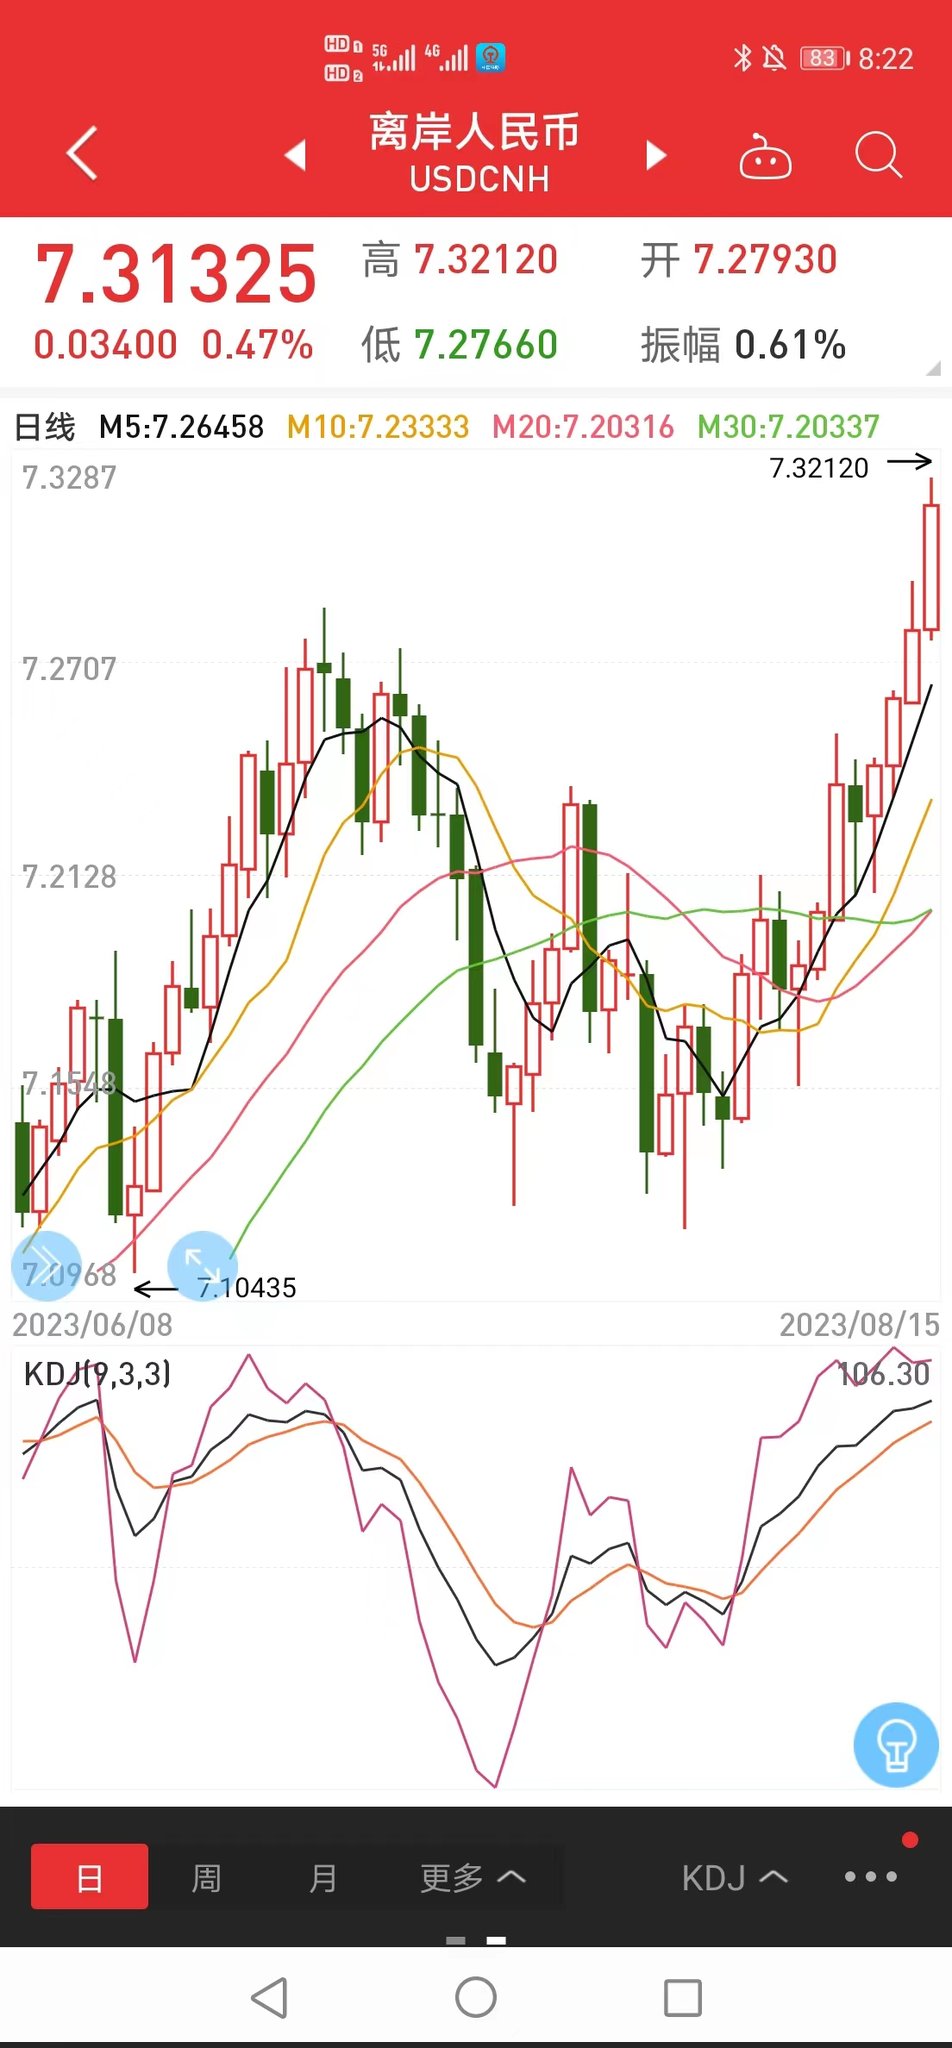 HD 1 5G 4G 83 8:22
HD 2
离岸人民币
USDCNH
7.31325 高 7.32120 开 7.27930
0.03400 0.47% 低 7.27660 振幅 0.61%
日线 M5:7.26458 M10:7.23333 M20:7.20316 M30:7.20337
7.3287
7.32120
7.2707
7.2128
7.1548
7.0968
7.10435
2023/06/08 2023/08/15
KDJ(9,3,3) 106.30
日 周 月 更多 KDJ